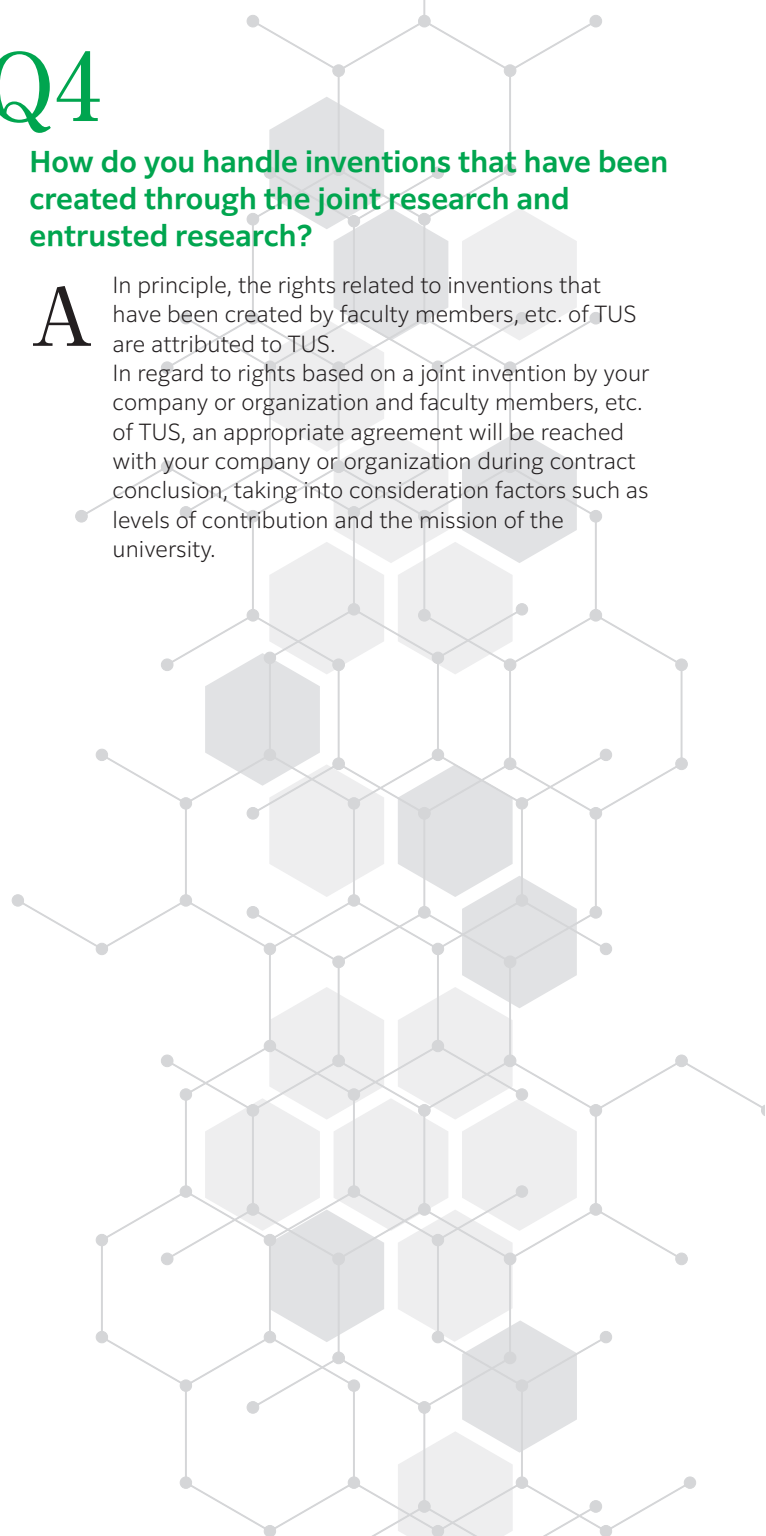 Q4
How do you handle inventions that have been
created through the joint research and
entrusted research?
A
In principle, the rights related to inventions that
have been created by faculty members, etc. of TUS
are attributed to TUS.
In regard to rights based on a joint invention by your
company or organization and faculty members, etc.
of TUS, an appropriate agreement will be reached
with your company or organization during contract
conclusion, taking into consideration factors such as
levels of contribution and the mission of the
university.